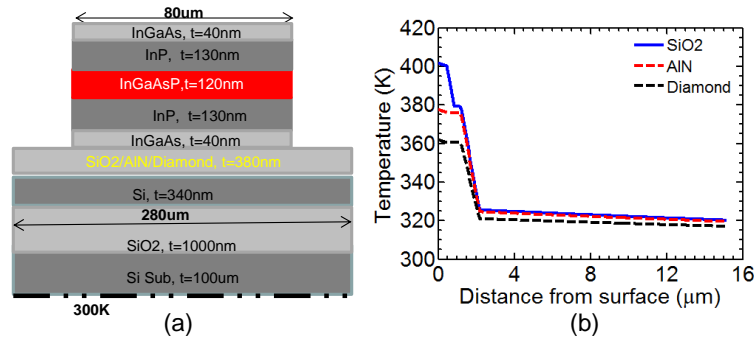 80um
InGaAs, t=40nm
InP, t=130nm
InGaAsP,t=120nm
InP, t=130nm
InGaAs, t=40nm
SiO2/AlN/Diamond, t=380nm
Si, t=340nm
280um
SiO2, t=1000nm
Si Sub, t=100um
300K
(a)
Temperature (K)
420
400
380
360
340
320
300
0 4 8 12 16
Distance from surface (μm)
SiO2
AlN
Diamond
(b)